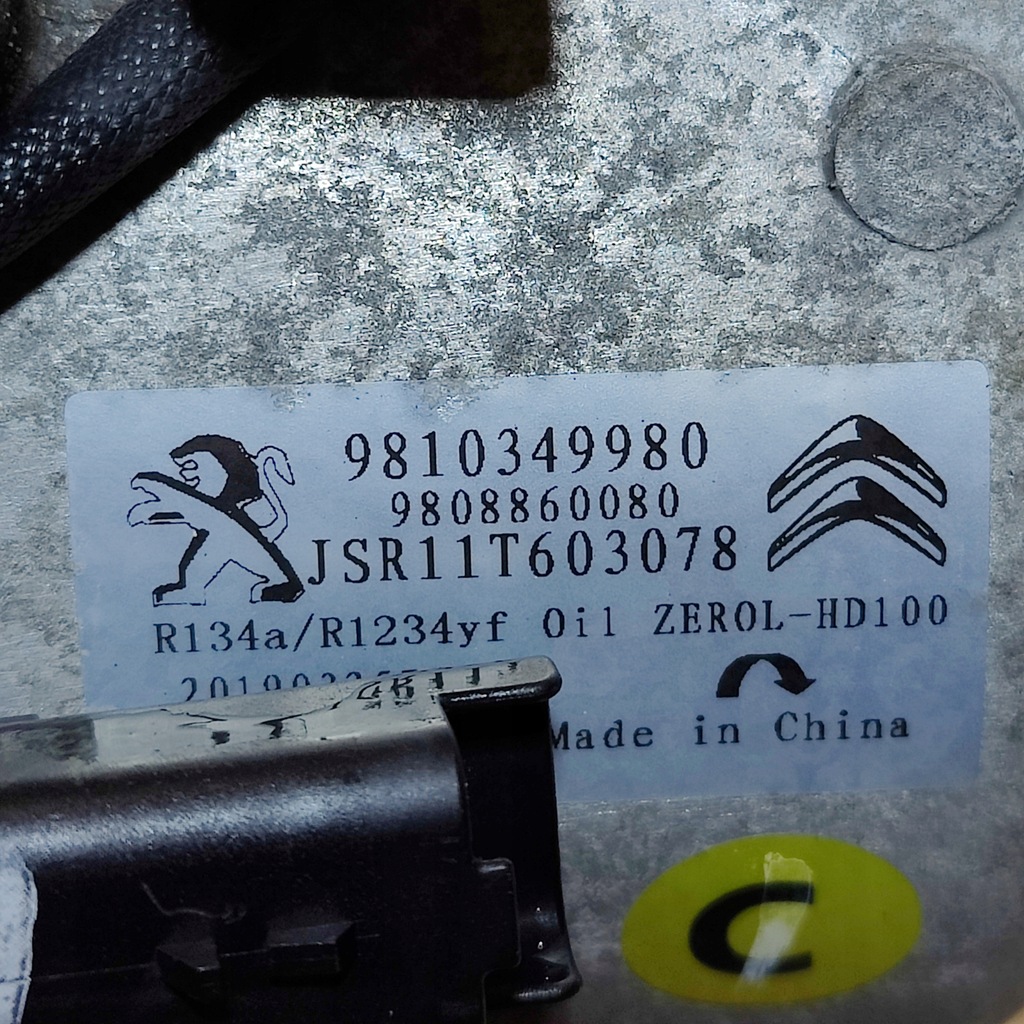 9810349980
9808860080
JSR11T603078
R134a/R1234yf Oil ZEROL-HD100
Made in China
C